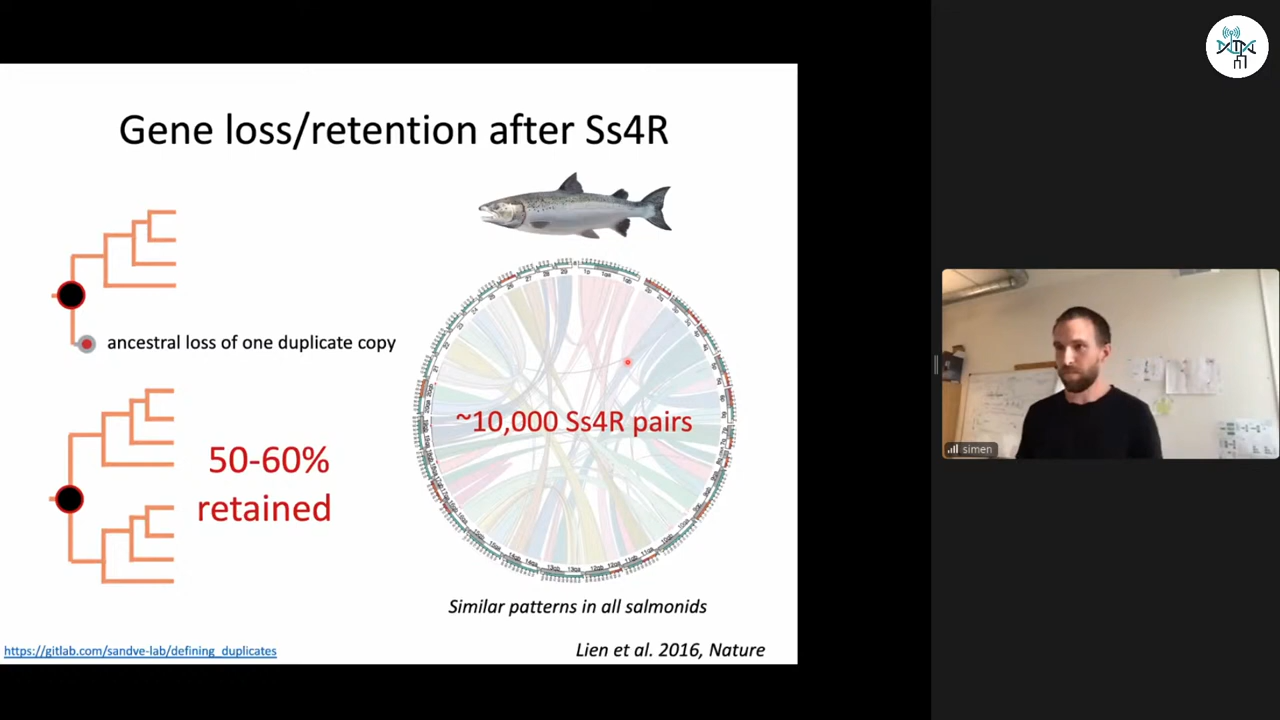 Gene loss/retention after Ss4R
ancestral loss of one duplicate copy
50-60%
retained
~10,000 Ss4R pairs
Similar patterns in all salmonids
https://gitlab.com/sandve-lab/defining_duplicates
Lien et al. 2016, Nature
simen